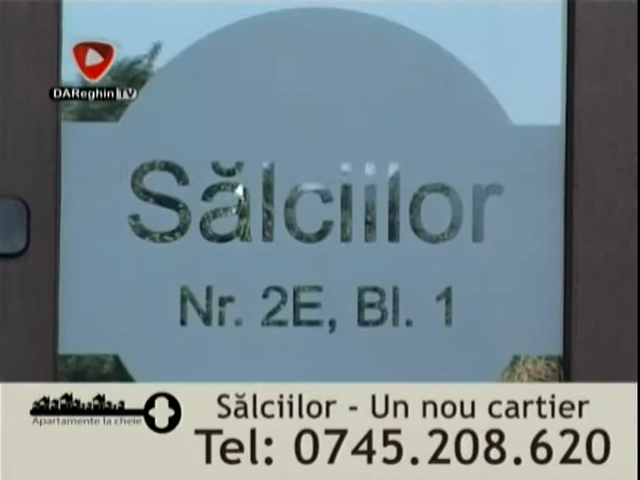 DAReghin TV
Sălciilor
Nr. 2E, Bl. 1
Apartamente la cheie
Sălciilor - Un nou cartier
Tel: 0745.208.620